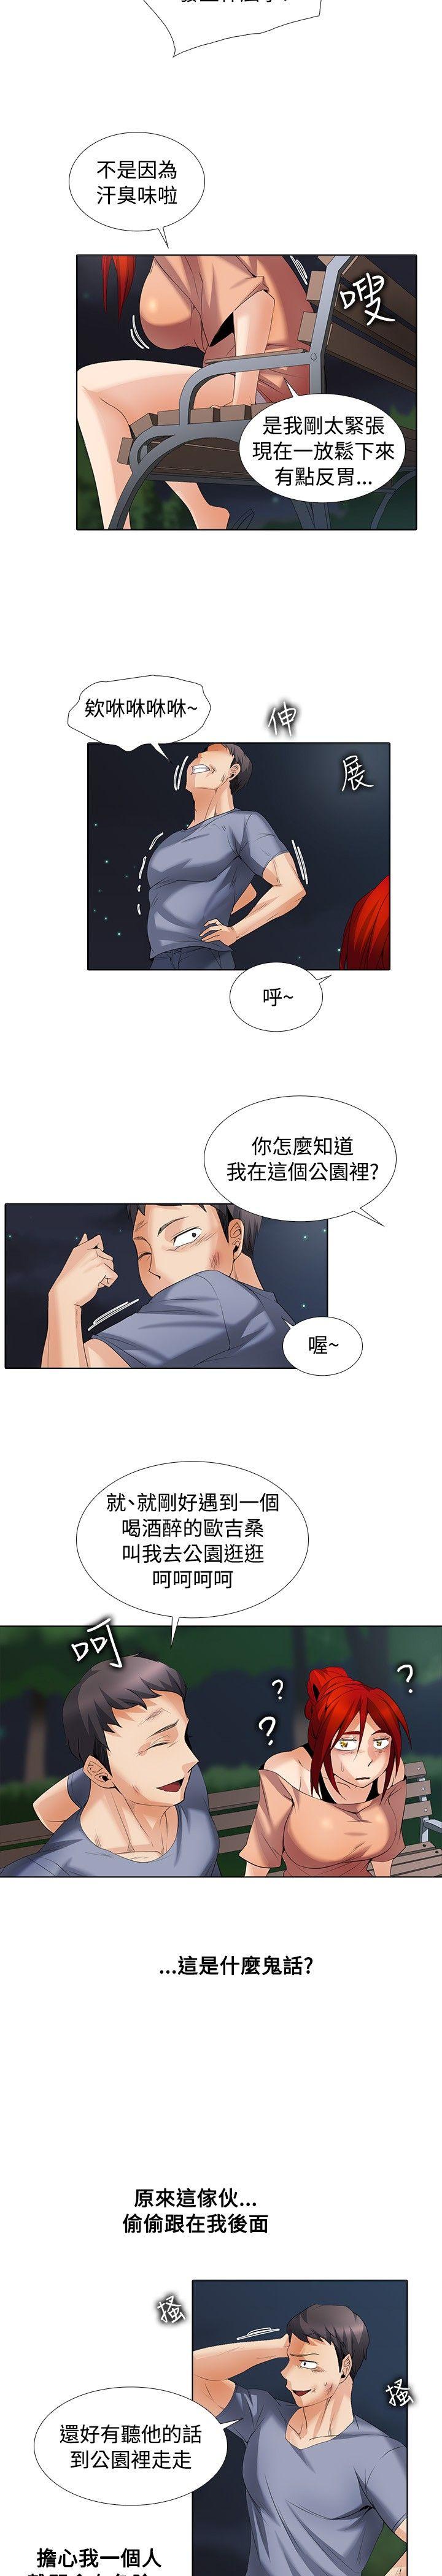 不是因為
汗臭味啦
嗖
是我剛太緊張
現在一放鬆下來
有點反胃...
欸咻咻咻咻~
伸
展
呼~
你怎麼知道
我在這個公園裡?
喔~
就、就剛好遇到一個
喝酒醉的歐吉桑
叫我去公園逛逛
呵呵呵呵
呵
?
?
?
...這是什麼鬼話?
原來這傢伙...
偷偷跟在我後面
搔
搔
還好有聽他的話
到公園裡走走
擔心我一個人